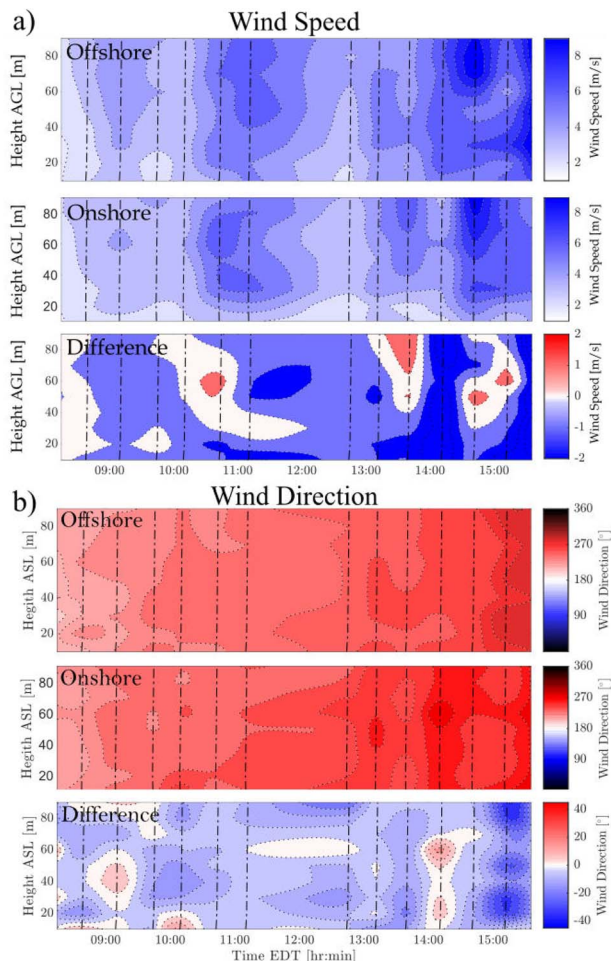 a)
Wind Speed
Offshore
Height AGL [m]
80
60
40
20
8
6
4
2
Wind Speed [m/s]
Onshore
Height AGL [m]
80
60
40
20
8
6
4
2
Wind Speed [m/s]
Difference
Height AGL [m]
80
60
40
20
2
1
0
-1
-2
Wind Speed [m/s]
09:00 10:00 11:00 12:00 13:00 14:00 15:00
b)
Wind Direction
Offshore
Hegith ASL [m]
80
60
40
20
360
270
180
90
Wind Direction [°]
Onshore
Hegith ASL [m]
80
60
40
20
360
270
180
90
Wind Direction [°]
Difference
Height ASL [m]
80
60
40
20
40
20
0
-20
-40
Wind Direction [°]
09:00 10:00 11:00 12:00 13:00 14:00 15:00
Time EDT [hr:min]